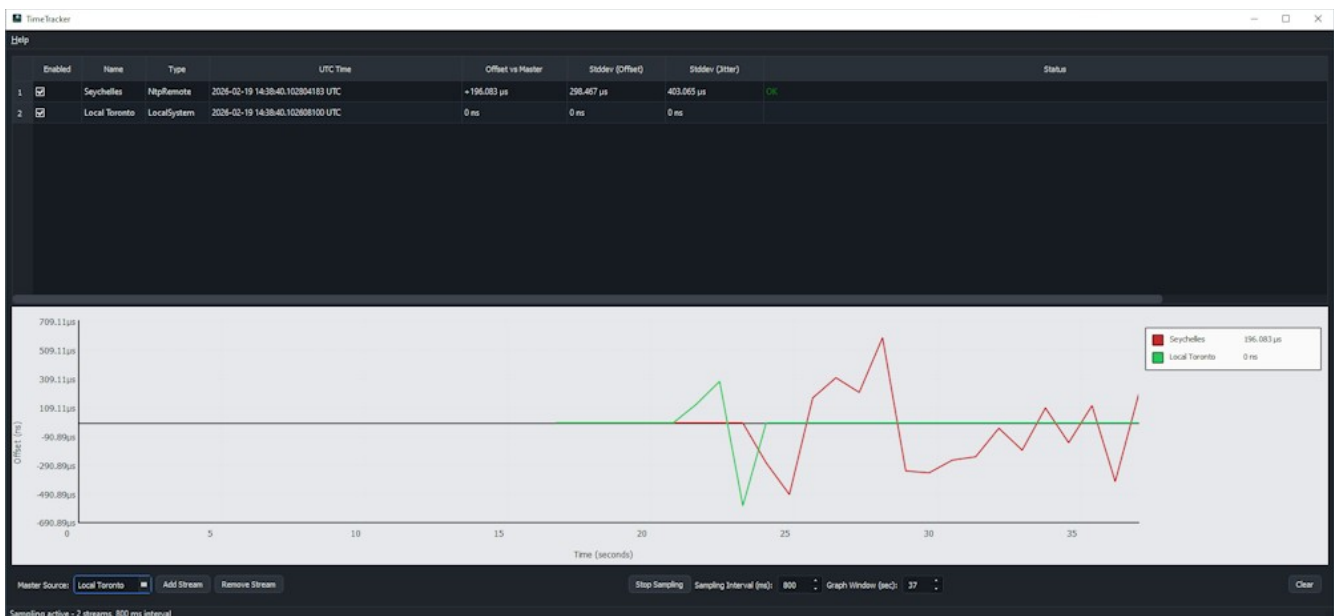 TimeTracker
Help
Enabled Name Type UTC Time Offset vs Master Stddev (Offset) Stddev (Jitter) Status
1 Seychelles NtpRemote 2026-02-19 14:38:40.102804183 UTC +196.083 µs 298.467 µs 403.065 µs OK
2 Local Toronto LocalSystem 2026-02-19 14:38:40.102608100 UTC 0 ns 0 ns 0 ns
709.11µs
509.11µs
309.11µs
109.11µs
-90.89µs
-290.89µs
-490.89µs
-690.89µs
Offset (ns)
0 5 10 15 20 25 30 35
Time (seconds)
Seychelles 196.083 µs
Local Toronto 0 ns
Master Source: Local Toronto Add Stream Remove Stream Stop Sampling Sampling Interval (ms): 800 Graph Window (sec): 37 Clear
Sampling active - 2 streams, 800 ms interval